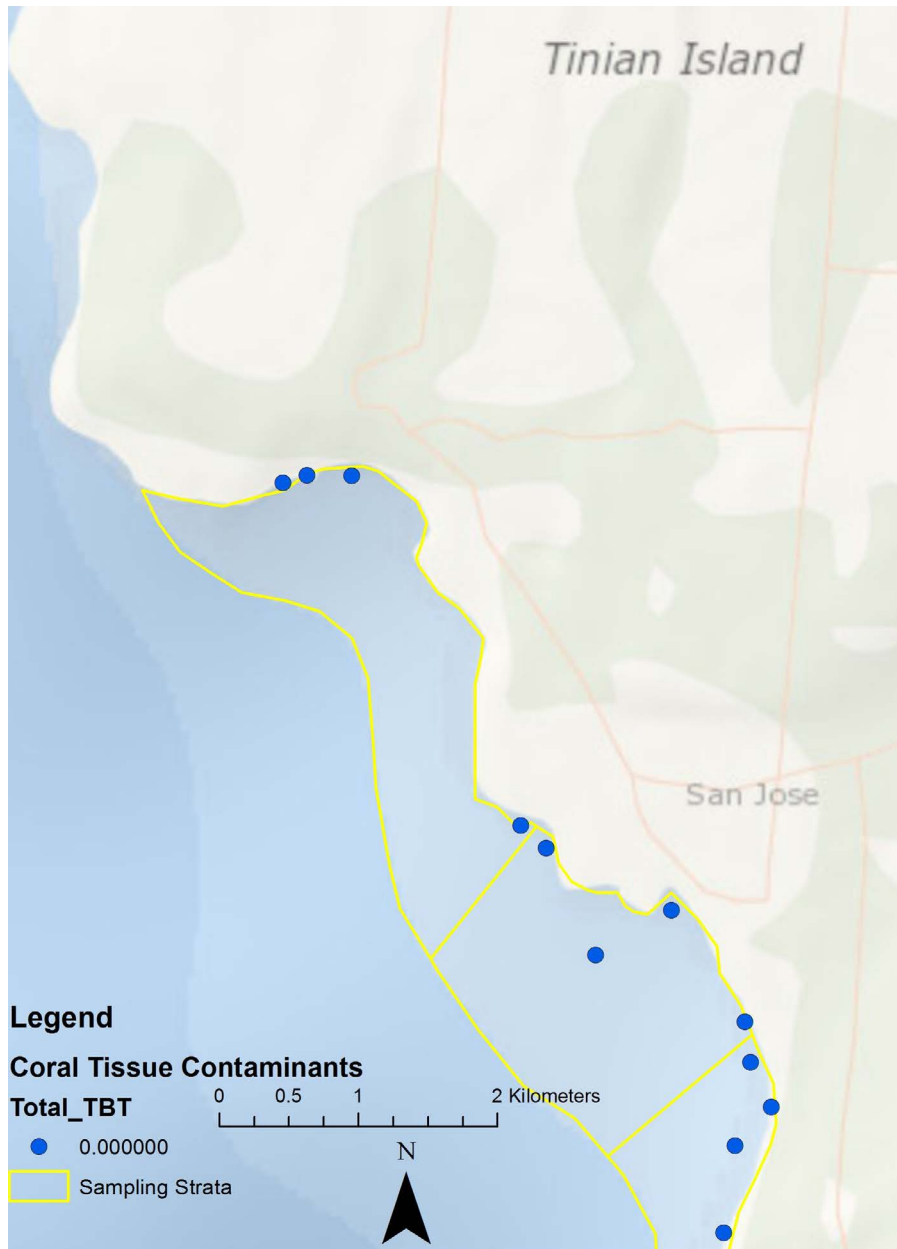 Tinian Island
San Jose
Legend
Coral Tissue Contaminants
Total_TBT
0 0.5 1 2 Kilometers
0.000000
N
Sampling Strata